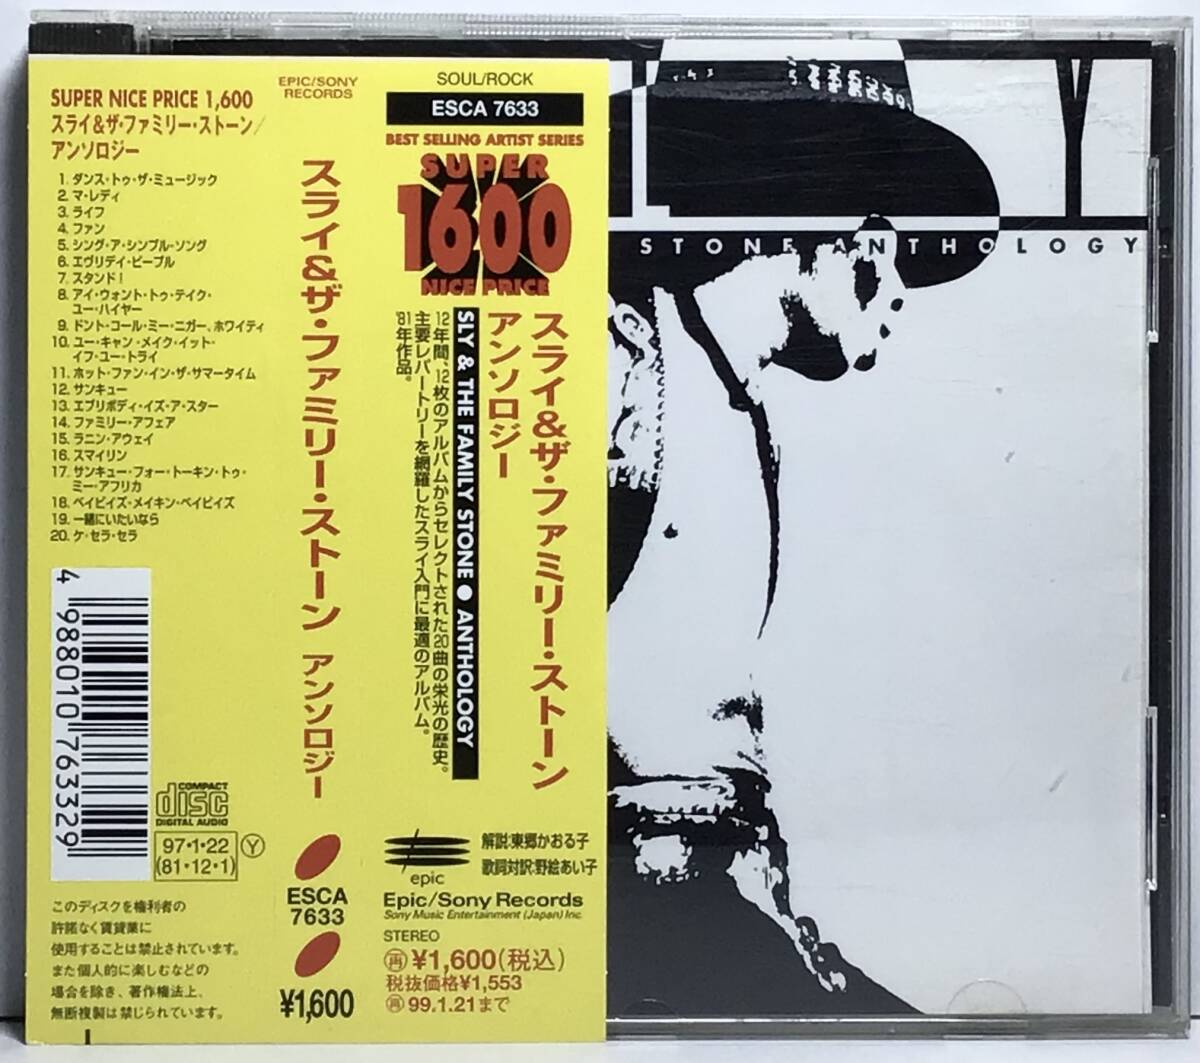 SUPER NICE PRICE 1,600
スライ&ザ・ファミリー・ストーン/
アンソロジー
1. ダンス・トゥ・ザ・ミュージック
2. マ・レディ
3. ライフ
4. ファン
5. シング・ア・シンプル・ソング
6. エヴリデイ・ピープル
7. スタンド!
8. アイ・ウォント・トゥ・テイク・
ユー・ハイヤー
9. ドント・コール・ミー・ニガー、ホワイティ
10. ユー・キャン・メイク・イット・
イフ・ユー・トライ
11. ホット・ファン・イン・ザ・サマータイム
12. サンキュー
13. エブリボディ・イズ・ア・スター
14. ファミリー・アフェア
15. ラニン・アウェイ
16. スマイリン
17. サンキュー・フォー・トーキン・トゥ・
ミー・アフリカ
18. ベイビイズ・メイキン・ベイビイズ
19. 一緒にいたいなら
20. ケ・セラ・セラ
4 988010 763329
COMPACT
disc
DIGITAL AUDIO
97・1・22
(81・12・1)
Y
このディスクを権利者の
許諾なく賃貸業に
使用することは禁止されています。
また個人的に楽しむなどの
場合を除き、著作権法上、
無断複製は禁じられています。
EPIC/SONY
RECORDS
スライ&ザ・ファミリー・ストーン アンソロジー
ESCA
7633
¥1,600
SOUL/ROCK
ESCA 7633
BEST SELLING ARTIST SERIES
SUPER
1600
NICE PRICE
スライ&ザ・ファミリー・ストーン
アンソロジー
SLY & THE FAMILY STONE ● ANTHOLOGY
12年間、12枚のアルバムからセレクトされた20曲の栄光の歴史。
主要レパートリーを網羅したスライ入門に最適のアルバム。
'81年作品。
epic
解説:東郷かおる子
歌詞対訳:野絵あい子
Epic/Sony Records
Sony Music Entertainment (Japan) Inc.
STEREO
再¥1,600(税込)
税抜価格¥1,553
再99.1.21まで
L Y
STONE ANTHOLOGY